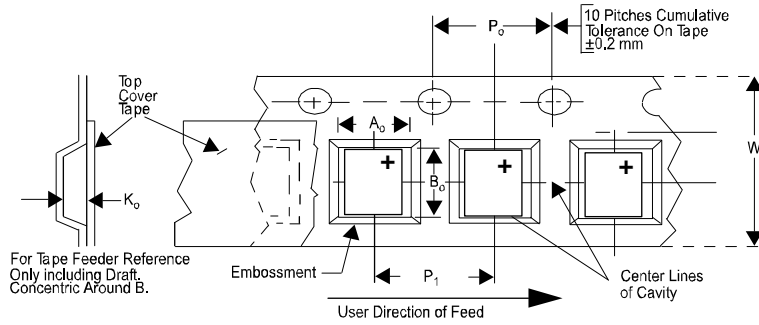 10 Pitches Cumulative
Tolerance On Tape
±0.2 mm
Po
Top
Cover
Tape
Ao
W
+
+
+
Bo
Ko
For Tape Feeder Reference
Only including Draft.
Concentric Around B.
Embossment
P1
Center Lines
of Cavity
User Direction of Feed